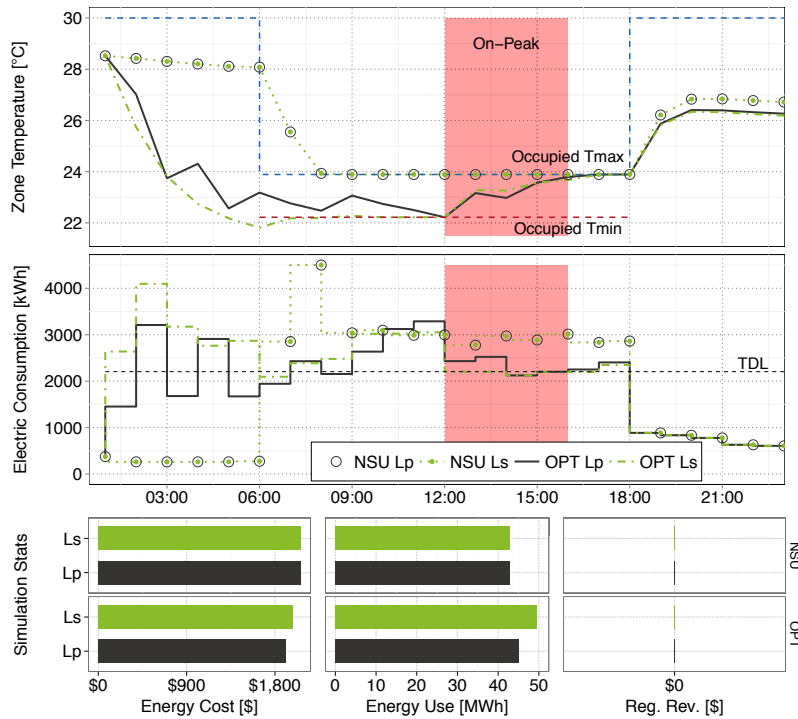 Zone Temperature [°C]
30
28
26
24
22
On−Peak
Occupied Tmax
Occupied Tmin
Electric Consumption [kWh]
4000
3000
2000
1000
0
TDL
NSU Lp NSU Ls OPT Lp OPT Ls
03:00 06:00 09:00 12:00 15:00 18:00 21:00
Simulation Stats
Ls
Lp
NSU
Ls
Lp
OPT
$0 $900 $1,800 0 10 20 30 40 50 $0
Energy Cost [$] Energy Use [MWh] Reg. Rev. [$]